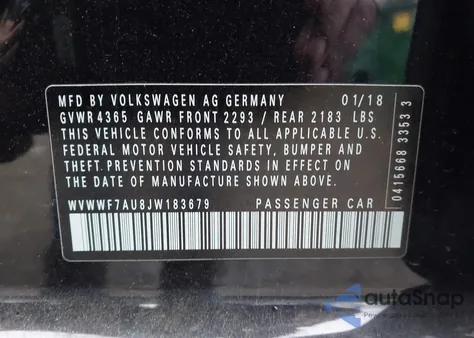 MFD BY VOLKSWAGEN AG GERMANY 01/18
GVWR 4365 GAWR FRONT 2293 / REAR 2183 LBS
THIS VEHICLE CONFORMS TO ALL APPLICABLE U.S.
FEDERAL MOTOR VEHICLE SAFETY, BUMPER AND
THEFT PREVENTION STANDARDS IN EFFECT ON
THE DATE OF MANUFACTURE SHOWN ABOVE.
WVWWF7AU8JW183679 PASSENGER CAR
0415668 3353 3
autoSnap